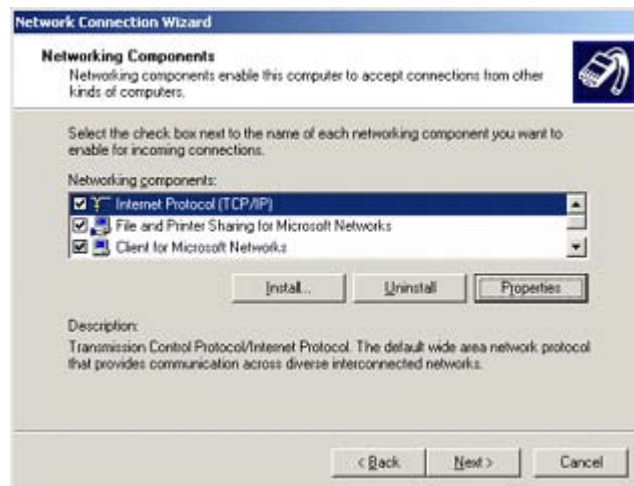 Network Connection Wizard
Networking Components
Networking components enable this computer to accept connections from other
kinds of computers.
Select the check box next to the name of each networking component you want to
enable for incoming connections.
Networking components:
Internet Protocol (TCP/IP)
File and Printer Sharing for Microsoft Networks
Client for Microsoft Networks
Install... Uninstall Properties
Description:
Transmission Control Protocol/Internet Protocol. The default wide area network protocol
that provides communication across diverse interconnected networks.
< Back Next > Cancel